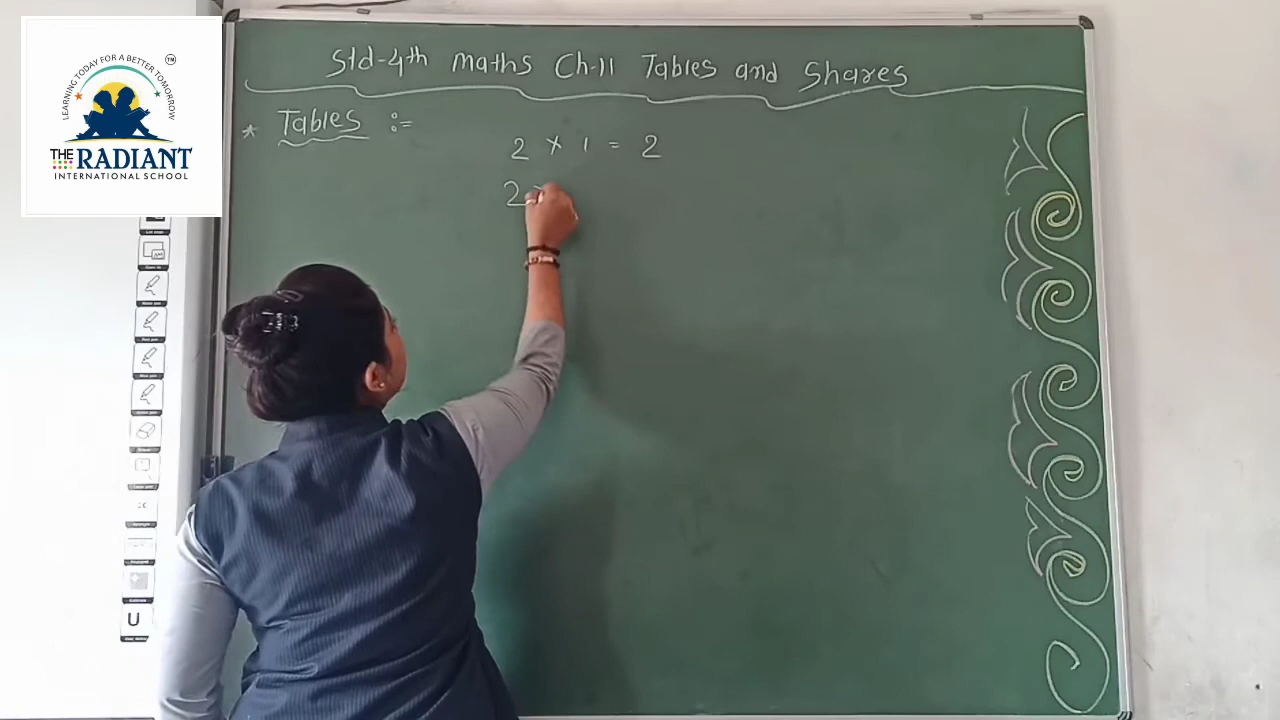 LEARNING TODAY FOR A BETTER TOMORROW
TM
THE RADIANT
INTERNATIONAL SCHOOL
Std-4th Maths Ch-11 Tables and Shares
* Tables :=
2 × 1 = 2
2 ×
U